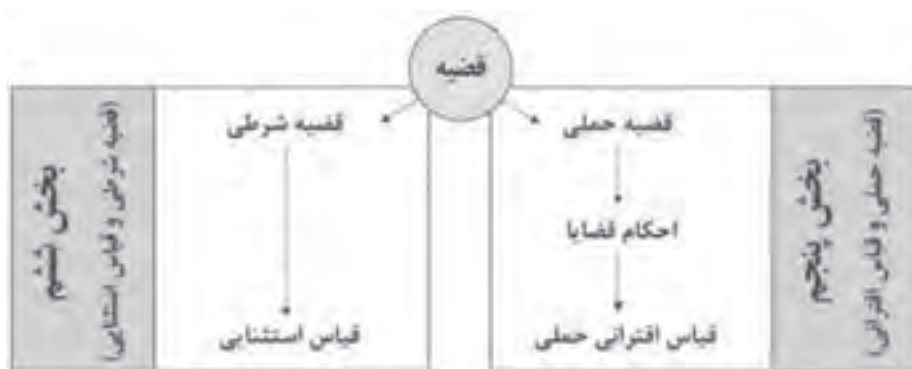 قضیه
قضیه حملی
احکام قضایا
قیاس اقترانی حملی
بخش پنجم
(قضیه حملی و قیاس اقترانی)
قضیه شرطی
قیاس استثنایی
بخش ششم
(قضیه شرطی و قیاس استثنایی)